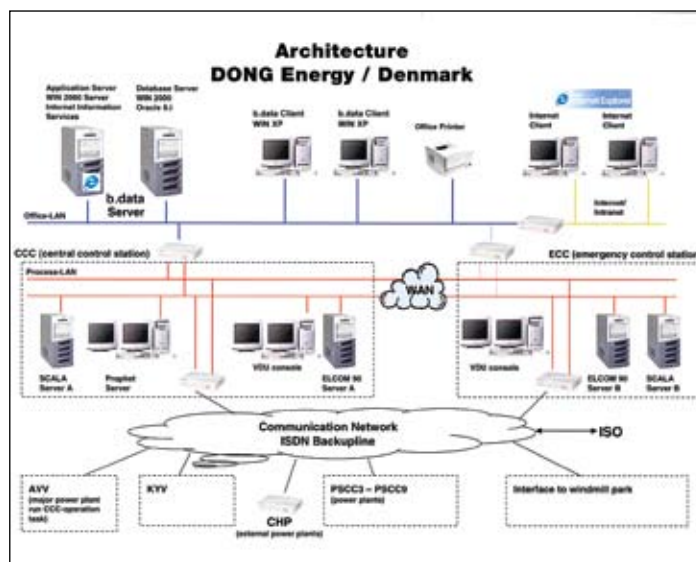 Architecture
DONG Energy / Denmark
Application Server
WIN 2000 Server
Internet Information
Services
Database Server
WIN 2000
Oracle 8.i
b.data Client
WIN XP
b.data Client
WIN XP
Office Printer
Internet Explorer
Internet
Client
Internet
Client
b.data
Server
Office-LAN
Internet/
Intranet
CCC (central control station)
ECC (emergency control station)
Process-LAN
WAN
SCALA
Server A
Prophet
Server
VDU console
ELCOM 90
Server A
VDU console
ELCOM 90
Server B
SCALA
Server B
Communication Network
ISDN Backupline
ISO
AVV
(major power plant
run CCC-operation
task)
KYV
CHP
(external power plants)
PSCC3 – PSCC9
(power plants)
Interface to windmill park